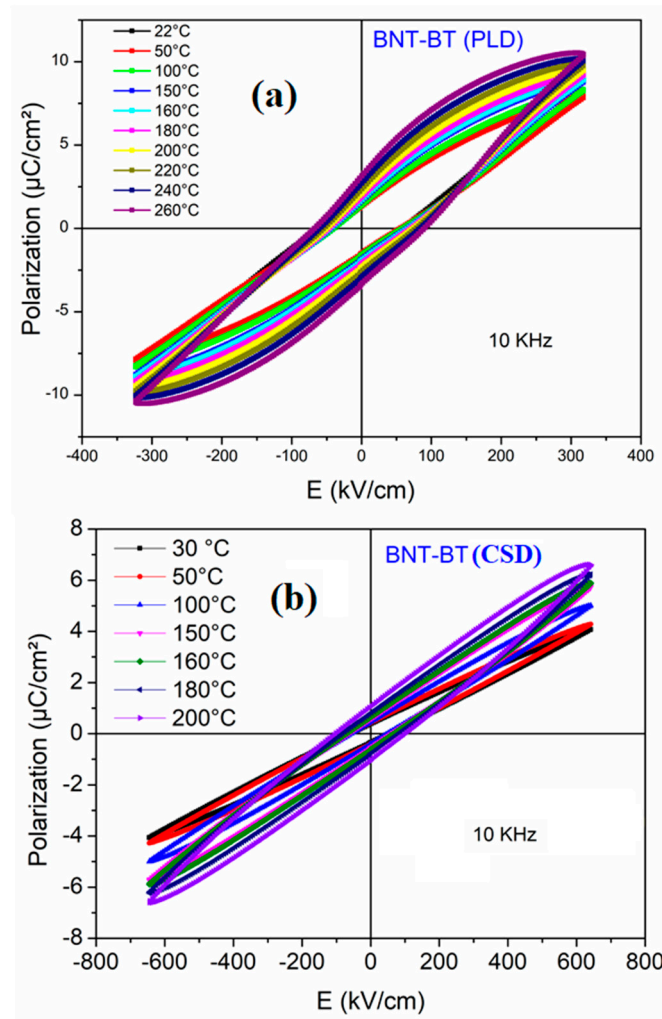 BNT-BT (PLD)
(a)
22°C
50°C
100°C
150°C
160°C
180°C
200°C
220°C
240°C
260°C
10 KHz
Polarization (µC/cm²)
10
5
0
-5
-10
-400 -300 -200 -100 0 100 200 300 400
E (kV/cm)
BNT-BT (CSD)
(b)
30 °C
50°C
100°C
150°C
160°C
180°C
200°C
10 KHz
Polarization (µC/cm²)
8
6
4
2
0
-2
-4
-6
-8
-800 -600 -400 -200 0 200 400 600 800
E (kV/cm)